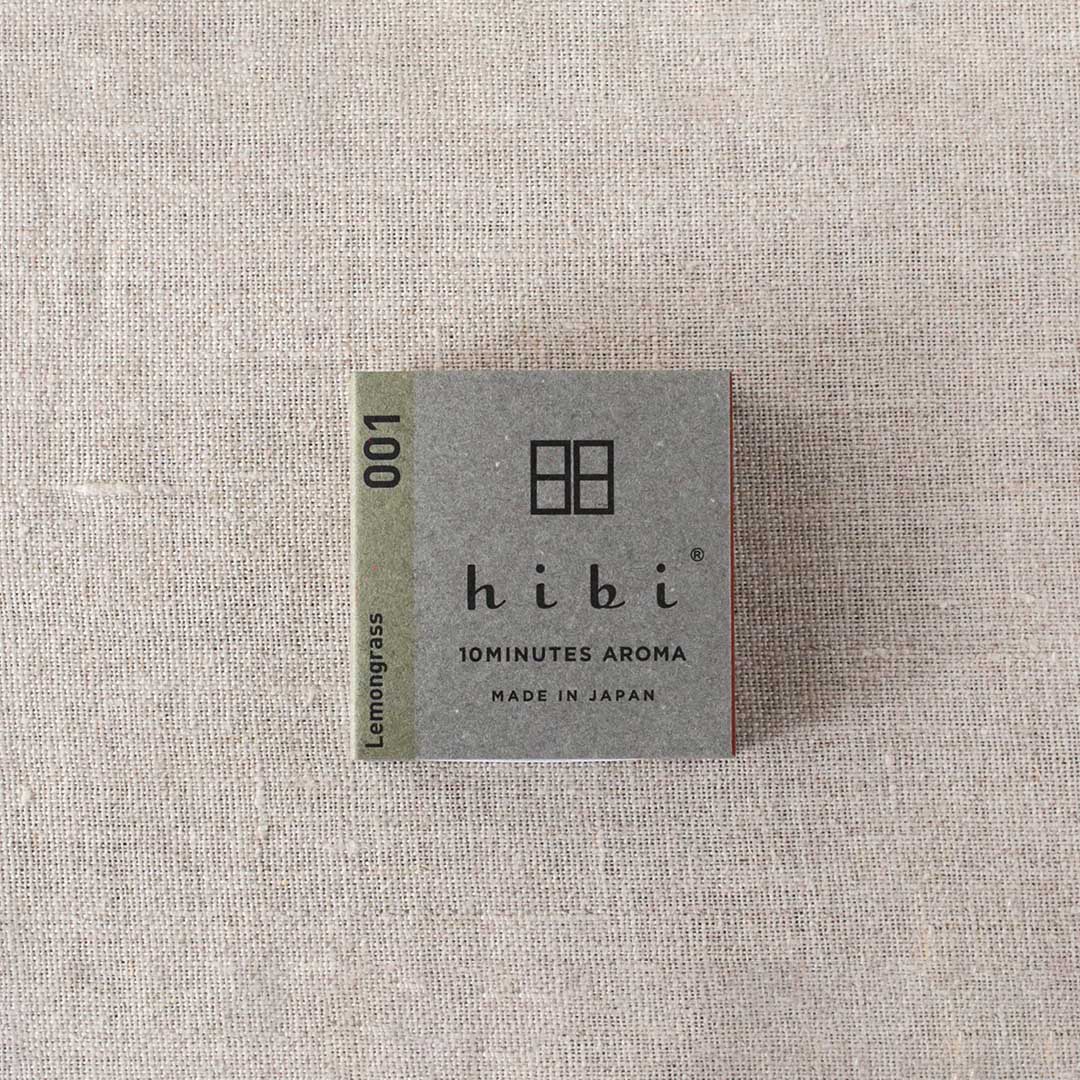 001
Lemongrass
hibi®
10MINUTES AROMA
MADE IN JAPAN